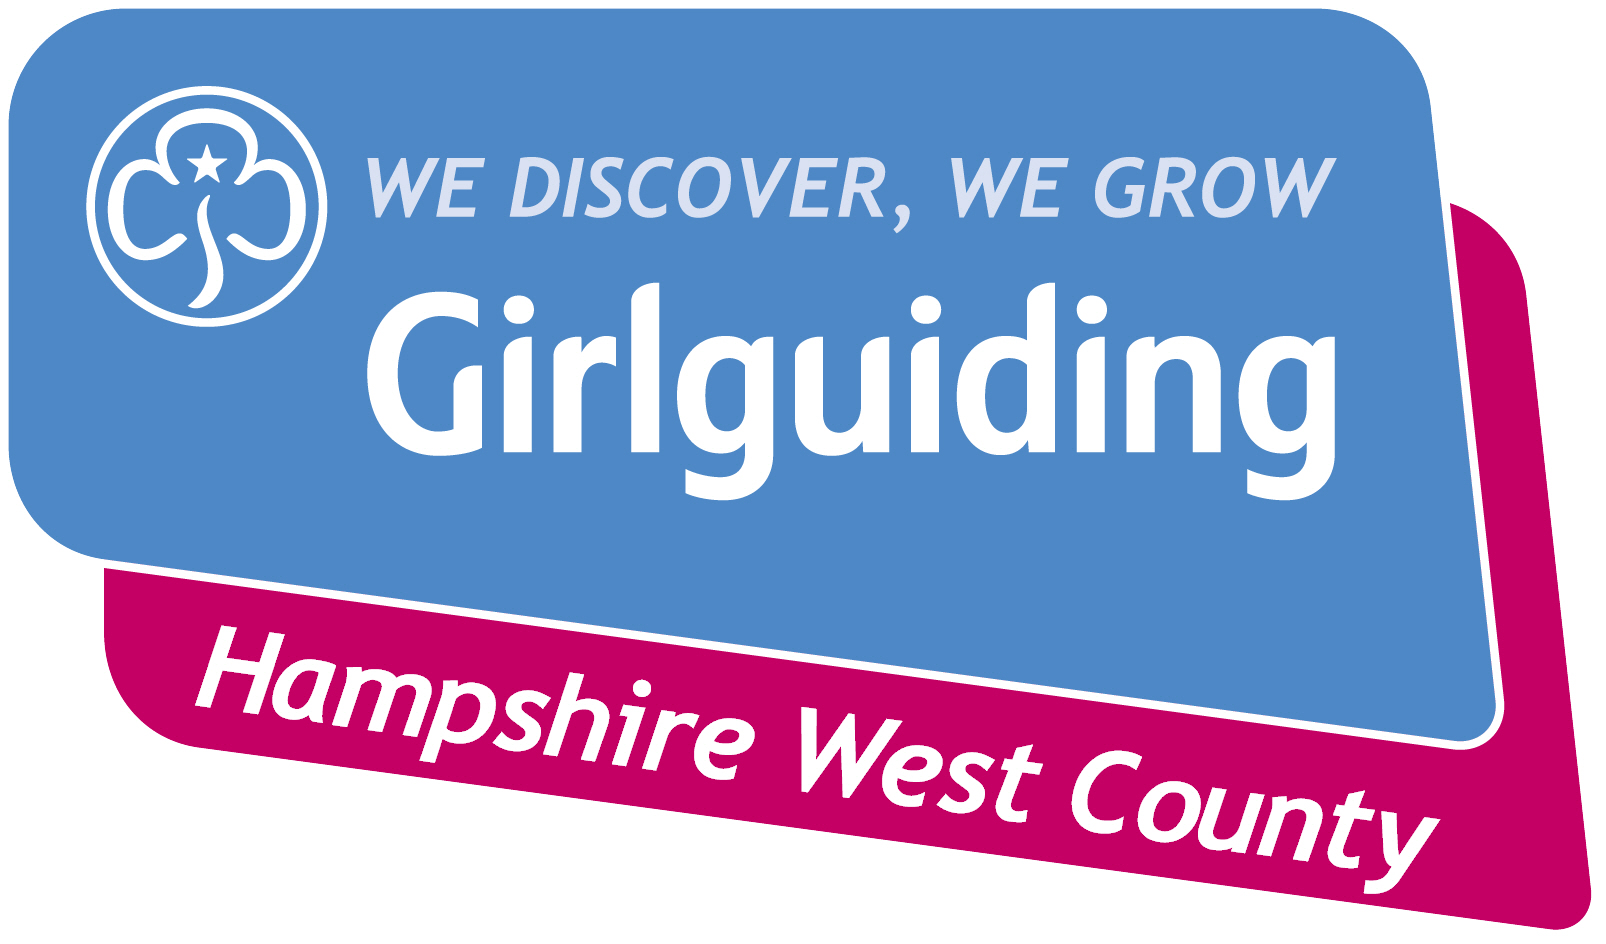 WE DISCOVER, WE GROW
Girlguiding
Hampshire West County